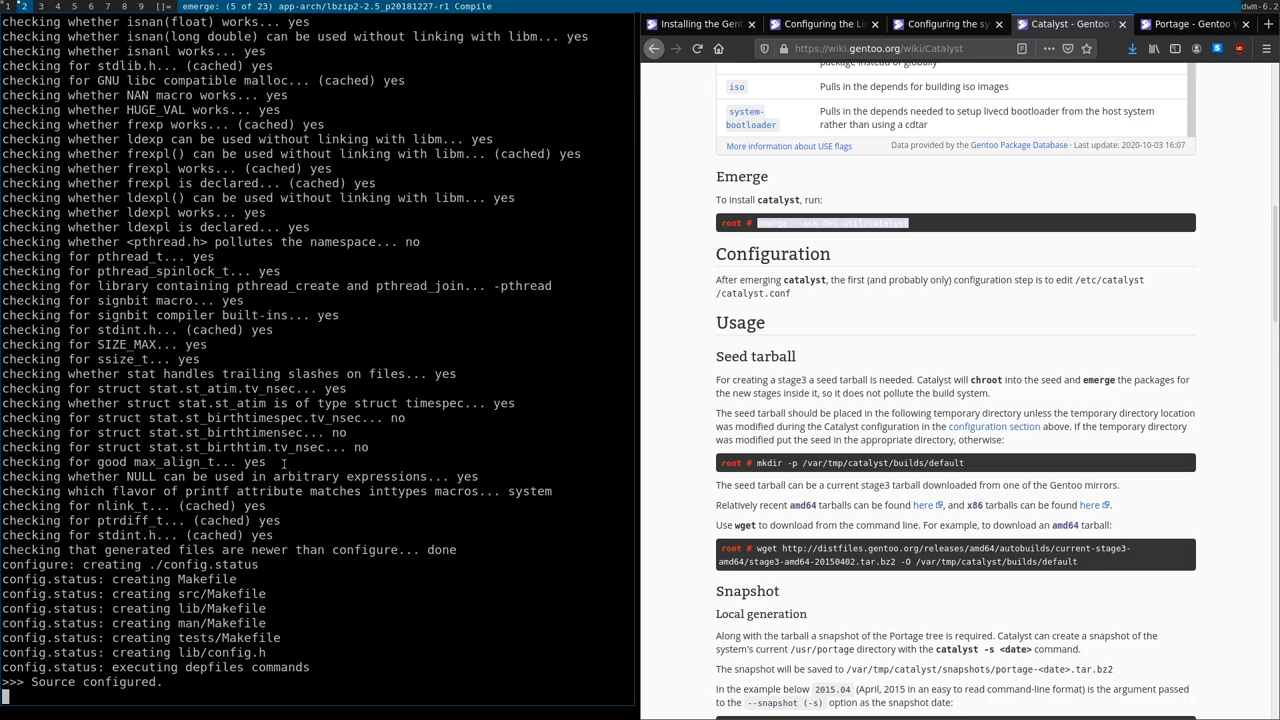 1 2 3 4 5 6 7 8 9 []= emerge: (5 of 23) app-arch/lbzip2-2.5_p20181227-r1 Compile
dwm-6.2
checking whether isnan(float) works... yes
checking whether isnan(long double) can be used without linking with libm... yes
checking whether isnanl works... yes
checking for stdlib.h... (cached) yes
checking for GNU libc compatible malloc... (cached) yes
checking whether NAN macro works... yes
checking whether HUGE_VAL works... yes
checking whether frexp works... (cached) yes
checking whether ldexp can be used without linking with libm... yes
checking whether frexpl() can be used without linking with libm... (cached) yes
checking whether frexpl works... (cached) yes
checking whether frexpl is declared... (cached) yes
checking whether ldexpl() can be used without linking with libm... yes
checking whether ldexpl works... yes
checking whether ldexpl is declared... yes
checking whether <pthread.h> pollutes the namespace... no
checking for pthread_t... yes
checking for pthread_spinlock_t... yes
checking for library containing pthread_create and pthread_join... -pthread
checking for signbit macro... yes
checking for signbit compiler built-ins... yes
checking for stdint.h... (cached) yes
checking for SIZE_MAX... yes
checking for ssize_t... yes
checking whether stat handles trailing slashes on files... yes
checking for struct stat.st_atim.tv_nsec... yes
checking whether struct stat.st_atim is of type struct timespec... yes
checking for struct stat.st_birthtimespec.tv_nsec... no
checking for struct stat.st_birthtimensec... no
checking for struct stat.st_birthtim.tv_nsec... no
checking for good max_align_t... yes
checking whether NULL can be used in arbitrary expressions... yes
checking which flavor of printf attribute matches inttypes macros... system
checking for nlink_t... (cached) yes
checking for ptrdiff_t... (cached) yes
checking for stdint.h... (cached) yes
checking that generated files are newer than configure... done
configure: creating ./config.status
config.status: creating Makefile
config.status: creating src/Makefile
config.status: creating lib/Makefile
config.status: creating man/Makefile
config.status: creating tests/Makefile
config.status: creating lib/config.h
config.status: executing depfiles commands
>>> Source configured.
Installing the Gen
Configuring the Li
Configuring the sy
Catalyst - Gentoo W
Portage - Gentoo W
https://wiki.gentoo.org/wiki/Catalyst
package instead of globally
iso Pulls in the depends for building iso images
system-bootloader Pulls in the depends needed to setup livecd bootloader from the host system
rather than using a cdtar
More information about USE flags Data provided by the Gentoo Package Database · Last update: 2020-10-03 16:07
Emerge
To install catalyst, run:
root # emerge --ask dev-util/catalyst
Configuration
After emerging catalyst, the first (and probably only) configuration step is to edit /etc/catalyst
/catalyst.conf
Usage
Seed tarball
For creating a stage3 a seed tarball is needed. Catalyst will chroot into the seed and emerge the packages for
the new stages inside it, so it does not pollute the build system.
The seed tarball should be placed in the following temporary directory unless the temporary directory location
was modified during the Catalyst configuration in the configuration section above. If the temporary directory
was modified put the seed in the appropriate directory, otherwise:
root # mkdir -p /var/tmp/catalyst/builds/default
The seed tarball can be a current stage3 tarball downloaded from one of the Gentoo mirrors.
Relatively recent amd64 tarballs can be found here, and x86 tarballs can be found here.
Use wget to download from the command line. For example, to download an amd64 tarball:
root # wget http://distfiles.gentoo.org/releases/amd64/autobuilds/current-stage3-
amd64/stage3-amd64-20150402.tar.bz2 -O /var/tmp/catalyst/builds/default
Snapshot
Local generation
Along with the tarball a snapshot of the Portage tree is required. Catalyst can create a snapshot of the
system's current /usr/portage directory with the catalyst -s <date> command.
The snapshot will be saved to /var/tmp/catalyst/snapshots/portage-<date>.tar.bz2
In the example below 2015.04 (April, 2015 in an easy to read command-line format) is the argument passed
to the --snapshot (-s) option as the snapshot date: